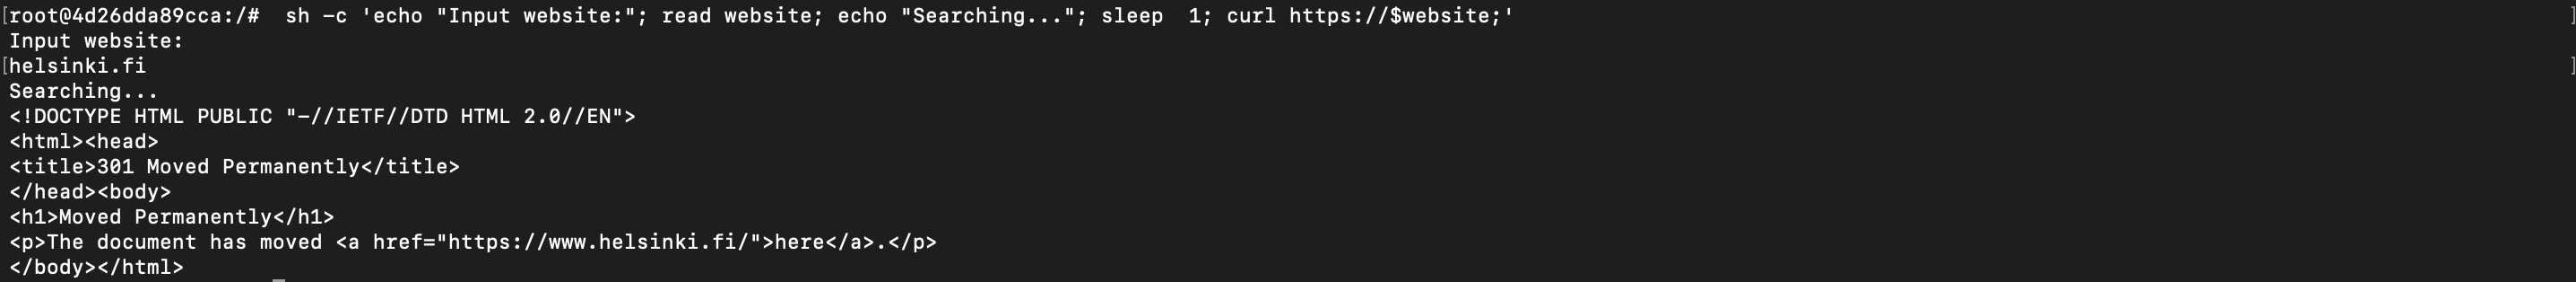 [root@4d26dda89cca:/#  sh -c 'echo "Input website:"; read website; echo "Searching..."; sleep  1; curl https://$website;' ]
Input website:
[helsinki.fi ]
Searching...
<!DOCTYPE HTML PUBLIC "-//IETF//DTD HTML 2.0//EN">
<html><head>
<title>301 Moved Permanently</title>
</head><body>
<h1>Moved Permanently</h1>
<p>The document has moved <a href="https://www.helsinki.fi/">here</a>.</p>
</body></html>